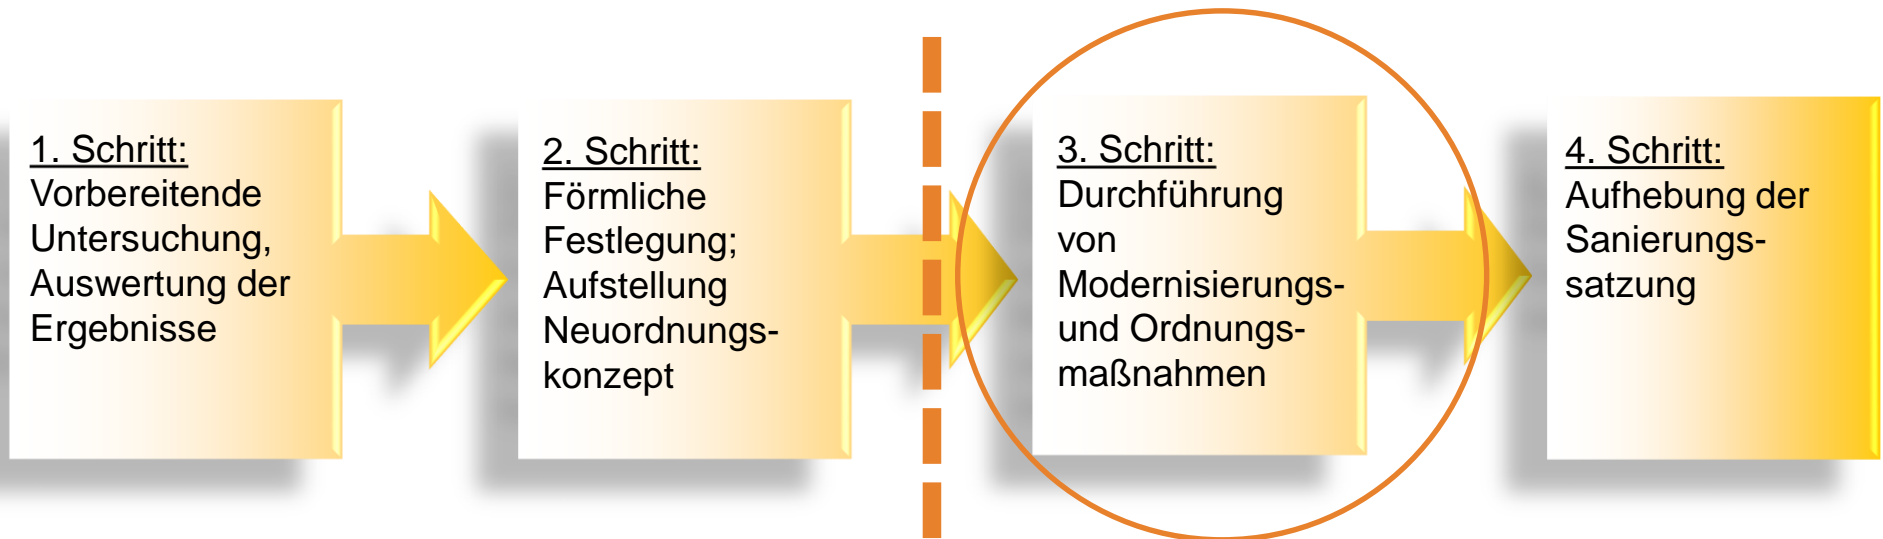 1. Schritt:
Vorbereitende
Untersuchung,
Auswertung der
Ergebnisse
2. Schritt:
Förmliche
Festlegung;
Aufstellung
Neuordnungs-
konzept
3. Schritt:
Durchführung
von
Modernisierungs-
und Ordnungs-
maßnahmen
4. Schritt:
Aufhebung der
Sanierungs-
satzung